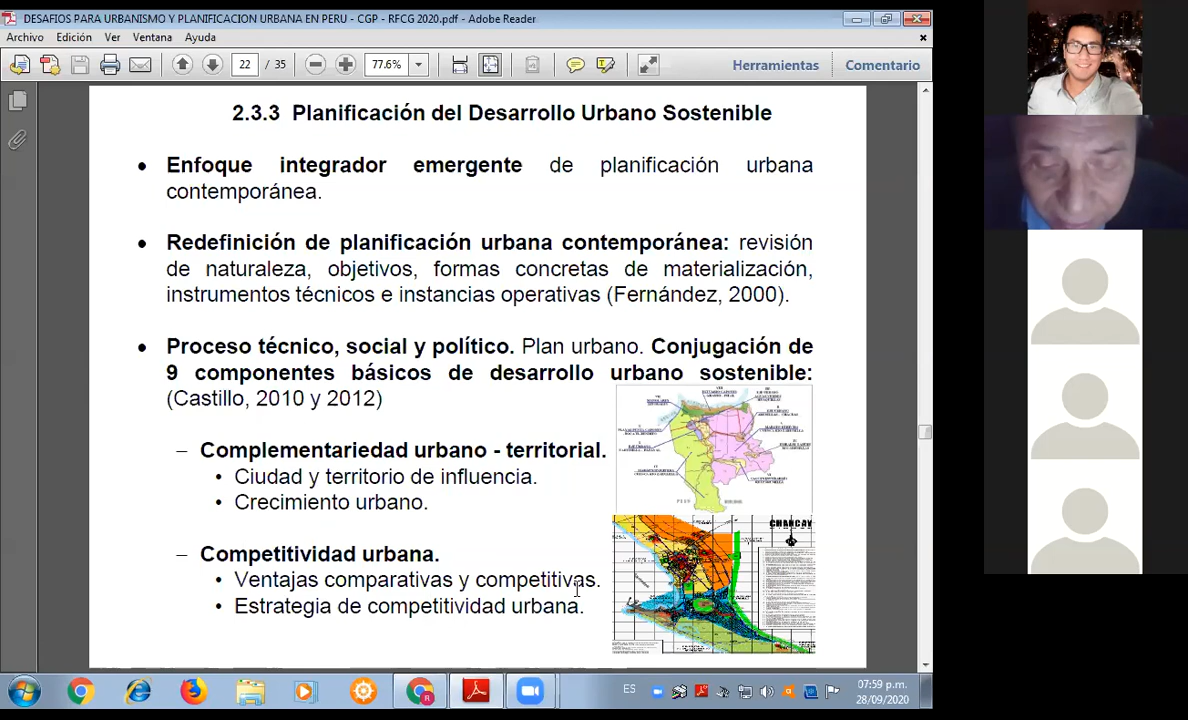 DESAFIOS PARA URBANISMO Y PLANIFICACION URBANA EN PERU - CGP - RFCG 2020.pdf - Adobe Reader
Archivo Edición Ver Ventana Ayuda
22 / 35 77.6% Herramientas Comentario
2.3.3 Planificación del Desarrollo Urbano Sostenible
• Enfoque integrador emergente de planificación urbana
contemporánea.
• Redefinición de planificación urbana contemporánea: revisión
de naturaleza, objetivos, formas concretas de materialización,
instrumentos técnicos e instancias operativas (Fernández, 2000).
• Proceso técnico, social y político. Plan urbano. Conjugación de
9 componentes básicos de desarrollo urbano sostenible:
(Castillo, 2010 y 2012)
– Complementariedad urbano - territorial.
• Ciudad y territorio de influencia.
• Crecimiento urbano.
CHANCAY
– Competitividad urbana.
• Ventajas comparativas y competitivas.
• Estrategia de competitividad urbana.
ES
07:59 p.m.
28/09/2020